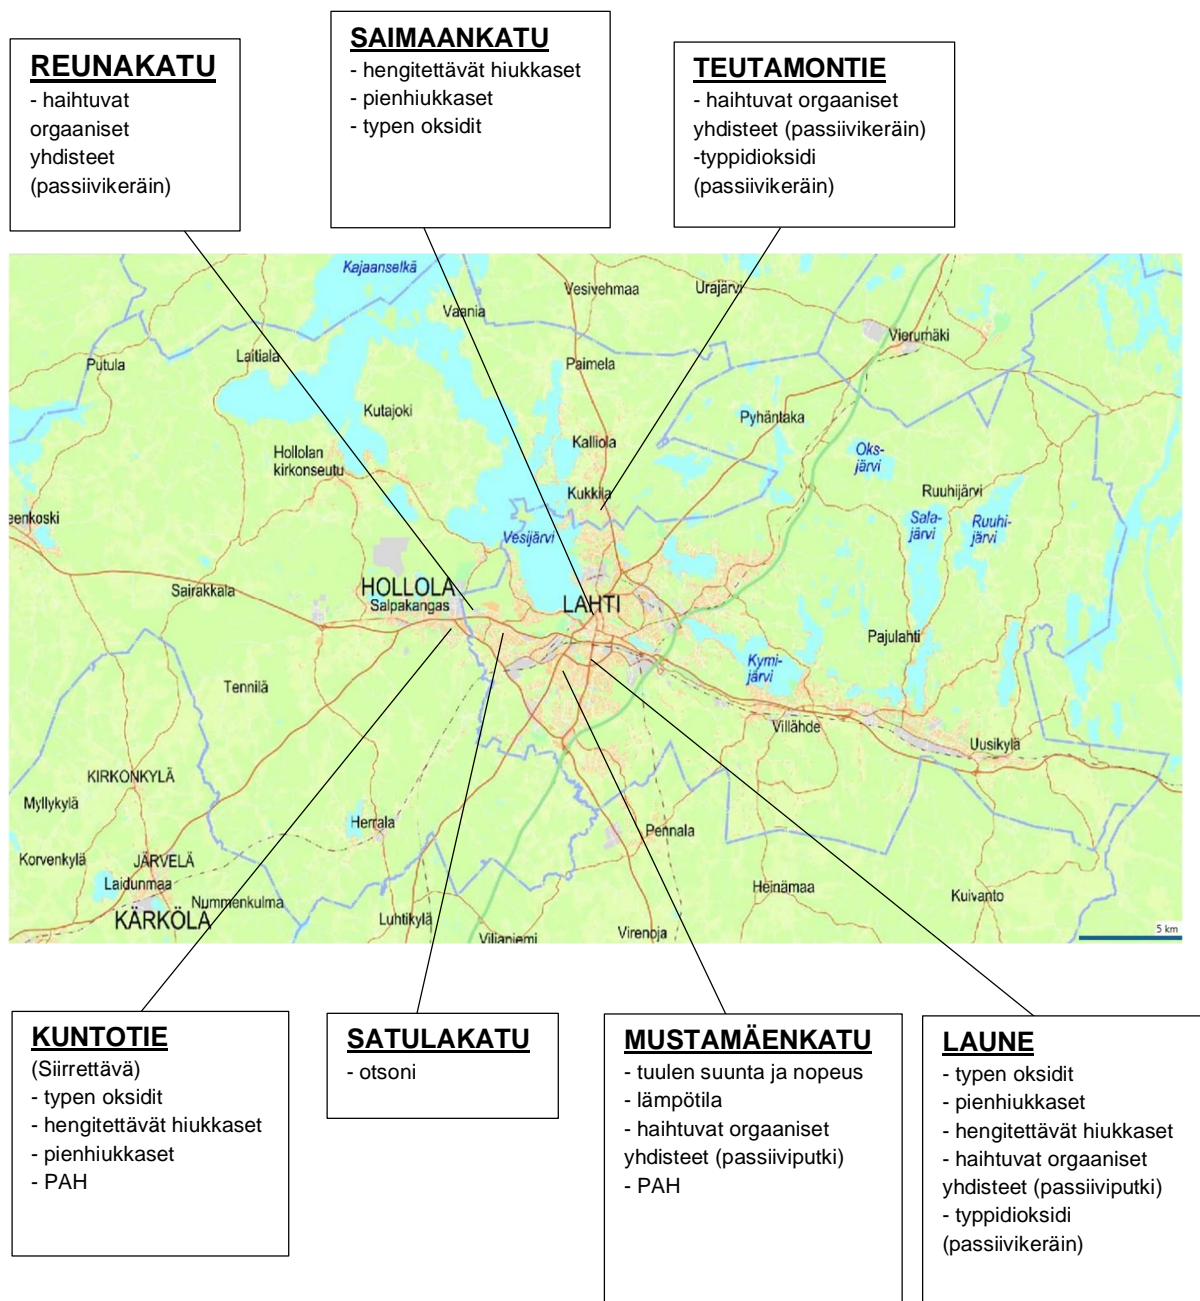 REUNAKATU
- haihtuvat
orgaaniset
yhdisteet
(passiivikeräin)
SAIMAANKATU
- hengitettävät hiukkaset
- pienhiukkaset
- typen oksidit
TEUTAMONTIE
- haihtuvat orgaaniset
yhdisteet (passiivikeräin)
-typpidioksidi
(passiivikeräin)
Kajaanselkä
Vaania
Vesivehmaa
Urajärvi
Vierumäki
Putula
Laitiala
Paimela
Kutajoki
Pyhäntaka
Kalliola
Hollolan
kirkonseutu
Oks-
järvi
Kukkila
Ruuhijärvi
eenkoski
Vesijärvi
Sala-
järvi
Ruuhi-
järvi
Sairakkala
HOLLOLA
Salpakangas
LAHTI
Pajulahti
Kymi-
järvi
Tennilä
Villähde
Uusikylä
KIRKONKYLÄ
Myllykylä
Herrala
Pennala
Korvenkylä
JÄRVELÄ
Laidunmaa
Nummenkulma
KÄRKÖLÄ
Luhtikylä
Viljaniemi
Virenoja
Heinämaa
Kuivanto
5 km
KUNTOTIE
(Siirrettävä)
- typen oksidit
- hengitettävät hiukkaset
- pienhiukkaset
- PAH
SATULAKATU
- otsoni
MUSTAMÄENKATU
- tuulen suunta ja nopeus
- lämpötila
- haihtuvat orgaaniset
yhdisteet (passiiviputki)
- PAH
LAUNE
- typen oksidit
- pienhiukkaset
- hengitettävät hiukkaset
- haihtuvat orgaaniset
yhdisteet (passiiviputki)
- typpidioksidi
(passiivikeräin)